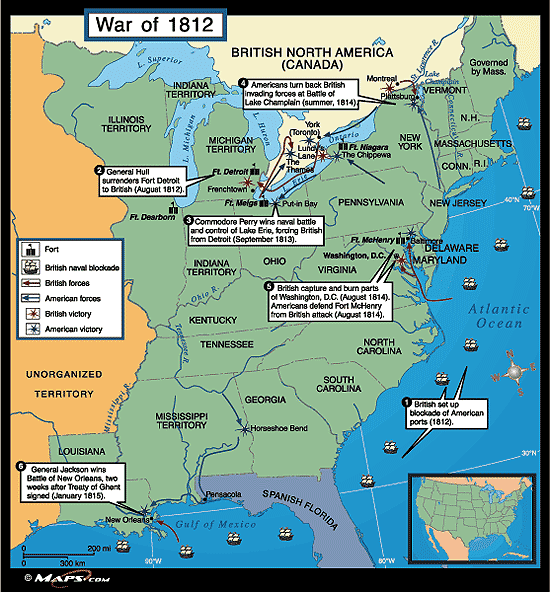 War of 1812
L. Superior
BRITISH NORTH AMERICA
(CANADA)
St. Lawrence R.
Montreal
Lake
Champlain
Plattsburg
VERMONT
Governed
by Mass.
4 Americans turn back British
invading forces at Battle of
Lake Champlain (summer, 1814)
INDIANA
TERRITORY
ILLINOIS
TERRITORY
L. Michigan
L. Huron
MICHIGAN
TERRITORY
York
(Toronto)
L. Ontario
Lundy's
Lane
The
Thames
Ft. Niagara
The Chippewa
NEW
YORK
N.H.
MASSACHUSETTS
Connecticut R.
CONN.
R.I.
40°N
70°W
2 General Hull
surrenders Fort Detroit
to British (August 1812).
Ft. Detroit
Frenchtown
L. Erie
Ft. Meigs
Put-in Bay
Ft. Dearborn
PENNSYLVANIA
NEW JERSEY
3 Commodore Perry wins naval battle
and control of Lake Erie, forcing British
from Detroit (September 1813).
Ft. McHenry
Baltimore
DELAWARE
MARYLAND
Washington, D.C.
Fort
British naval blockade
British forces
American forces
British victory
American victory
INDIANA
TERRITORY
OHIO
VIRGINIA
5 British capture and burn parts
of Washington, D.C. (August 1814).
Americans defend Fort McHenry
from British attack (August 1814).
Ohio R.
Atlantic
Ocean
KENTUCKY
TENNESSEE
Tennessee R.
NORTH
CAROLINA
UNORGANIZED
TERRITORY
Mississippi R.
SOUTH
CAROLINA
GEORGIA
MISSISSIPPI
TERRITORY
Horseshoe Bend
1 British set up
blockade of American
ports (1812).
LOUISIANA
30°N
6 General Jackson wins
Battle of New Orleans, two
weeks after Treaty of Ghent
signed (January 1815).
Pensacola
SPANISH FLORIDA
New Orleans
Gulf of Mexico
0 200 mi
0 300 km
90°W
80°W
© MAPS.COM